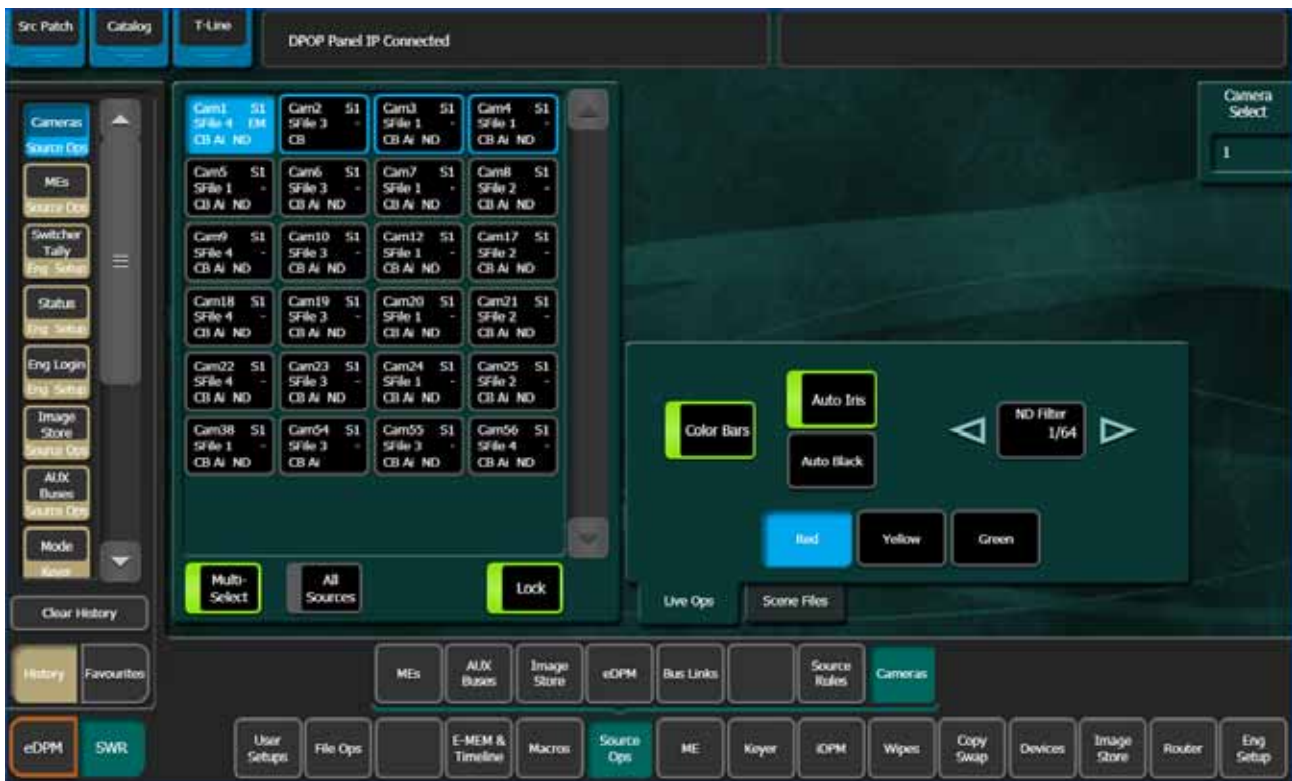 Src Patch
Catalog
T-Line
DPOP Panel IP Connected
Cameras
Source Ops
MEs
Source Ops
Switcher
Tally
Eng Setup
Status
Eng Setup
Eng Login
Eng Setup
Image
Store
Source Ops
AUX
Buses
Source Ops
Mode
Keyer
Clear History
History
Favourites
Cam1 S1
SFile 4 EM
CB Ai ND
Cam2 S1
SFile 3 -
CB
Cam3 S1
SFile 1 -
CB Ai ND
Cam4 S1
SFile 1 -
CB Ai ND
Cam5 S1
SFile 1 -
CB Ai ND
Cam6 S1
SFile 3 -
CB Ai ND
Cam7 S1
SFile 1 -
CB Ai ND
Cam8 S1
SFile 2 -
CB Ai ND
Cam9 S1
SFile 4 -
CB Ai ND
Cam10 S1
SFile 3 -
CB Ai ND
Cam12 S1
SFile 1 -
CB Ai ND
Cam17 S1
SFile 2 -
CB Ai ND
Cam18 S1
SFile 4 -
CB Ai ND
Cam19 S1
SFile 3 -
CB Ai ND
Cam20 S1
SFile 1 -
CB Ai ND
Cam21 S1
SFile 2 -
CB Ai ND
Cam22 S1
SFile 4 -
CB Ai ND
Cam23 S1
SFile 3 -
CB Ai ND
Cam24 S1
SFile 1 -
CB Ai ND
Cam25 S1
SFile 2 -
CB Ai ND
Cam38 S1
SFile 1 -
CB Ai ND
Cam54 S1
SFile 3 -
CB Ai
Cam55 S1
SFile 3 -
CB Ai ND
Cam56 S1
SFile 4 -
CB Ai ND
Multi-
Select
All
Sources
Lock
Camera
Select
1
Color Bars
Auto Iris
Auto Black
ND Filter
1/64
Red
Yellow
Green
Live Ops
Scene Files
MEs
AUX
Buses
Image
Store
eDPM
Bus Links
Source
Rules
Cameras
eDPM
SWR
User
Setups
File Ops
E-MEM &
Timeline
Macros
Source
Ops
ME
Keyer
iDPM
Wipes
Copy
Swap
Devices
Image
Store
Router
Eng
Setup